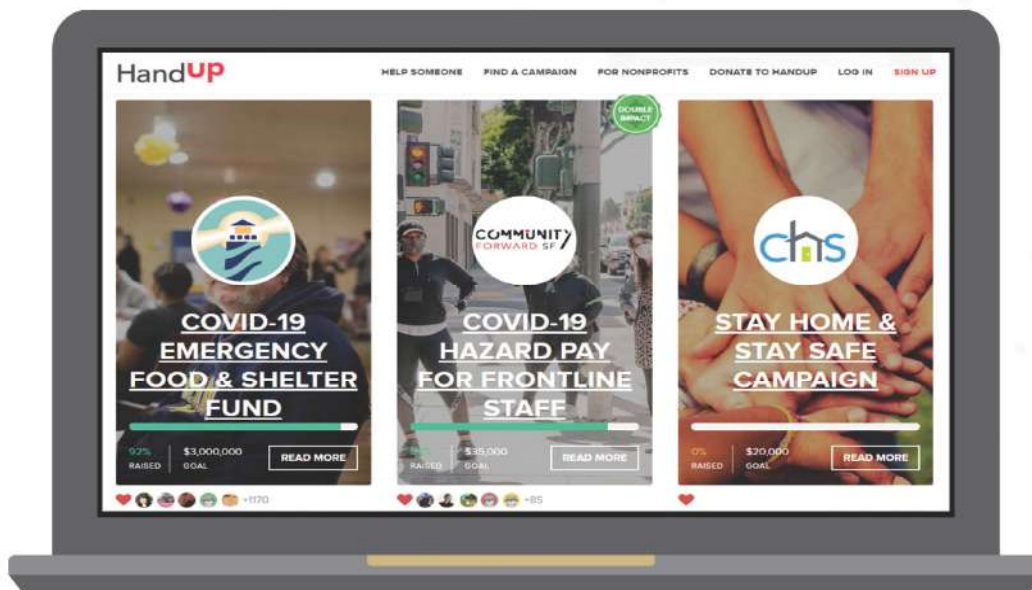 HandUP
HELP SOMEONE FIND A CAMPAIGN FOR NONPROFITS DONATE TO HANDUP LOG IN SIGN UP
COVID-19
EMERGENCY
FOOD & SHELTER
FUND
92%
RAISED
$3,000,000
GOAL
READ MORE
+1170
DOUBLE
IMPACT
COMMUNITY
FORWARD SF
COVID-19
HAZARD PAY
FOR FRONTLINE
STAFF
RAISED
$35,000
GOAL
READ MORE
+85
chs
STAY HOME &
STAY SAFE
CAMPAIGN
0%
RAISED
$20,000
GOAL
READ MORE